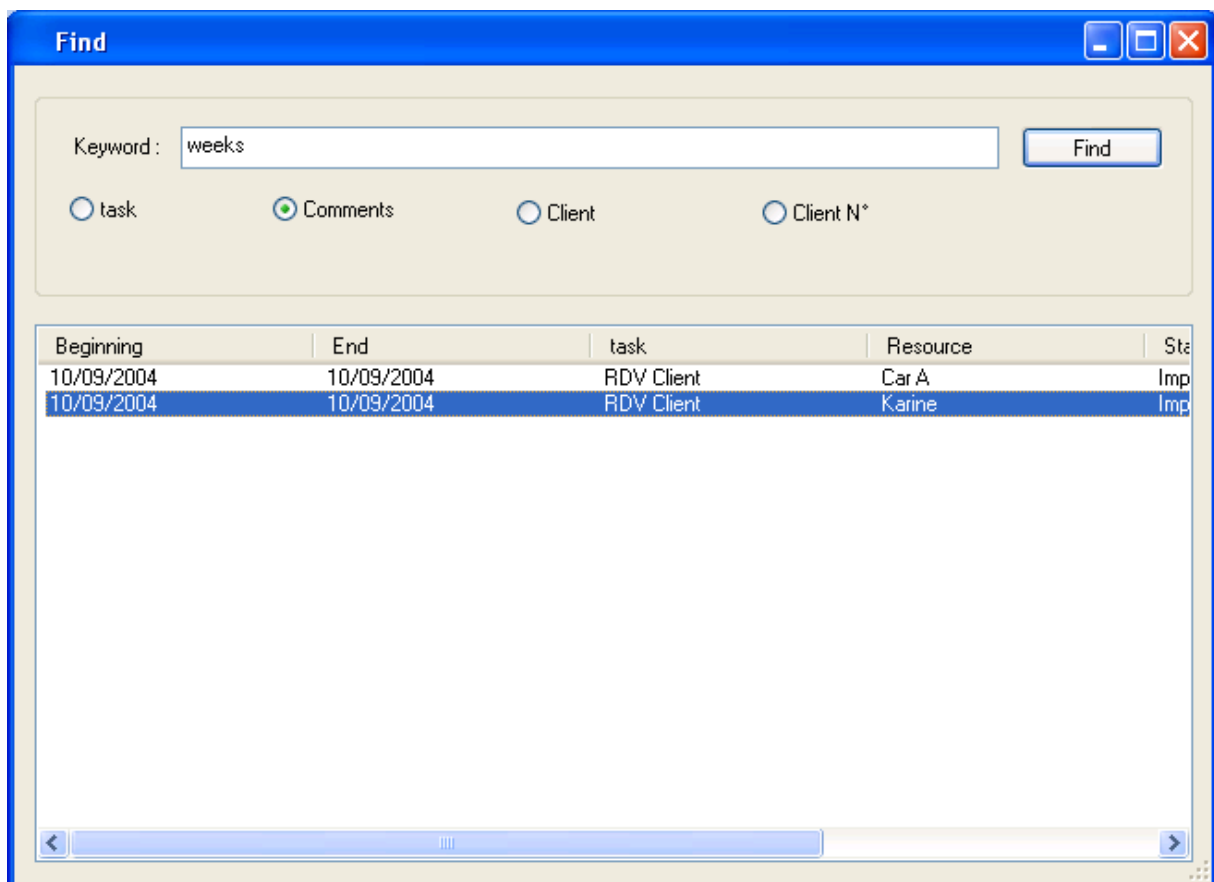 Find
Keyword : weeks Find
task Comments Client Client N°
Beginning End task Resource Sta
10/09/2004 10/09/2004 RDV Client Car A Imp
10/09/2004 10/09/2004 RDV Client Karine Imp